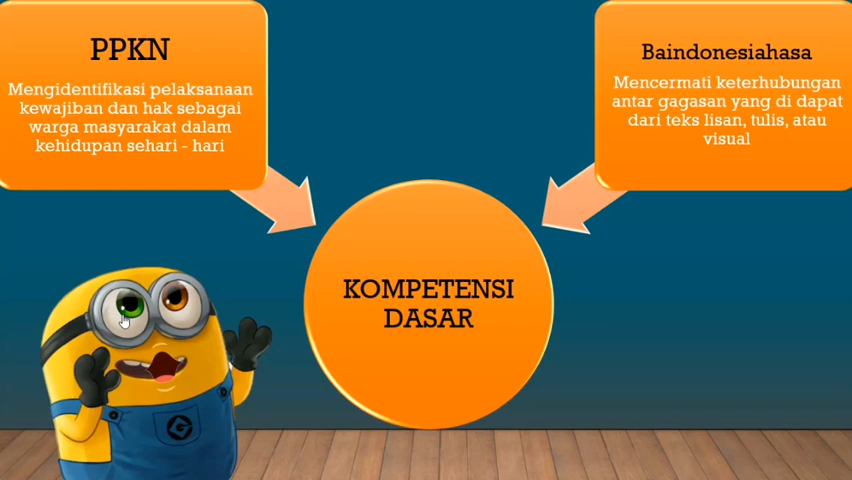 PPKN
Mengidentifikasi pelaksanaan
kewajiban dan hak sebagai
warga masyarakat dalam
kehidupan sehari - hari
Baindonesiahasa
Mencermati keterhubungan
antar gagasan yang di dapat
dari teks lisan, tulis, atau
visual
KOMPETENSI
DASAR